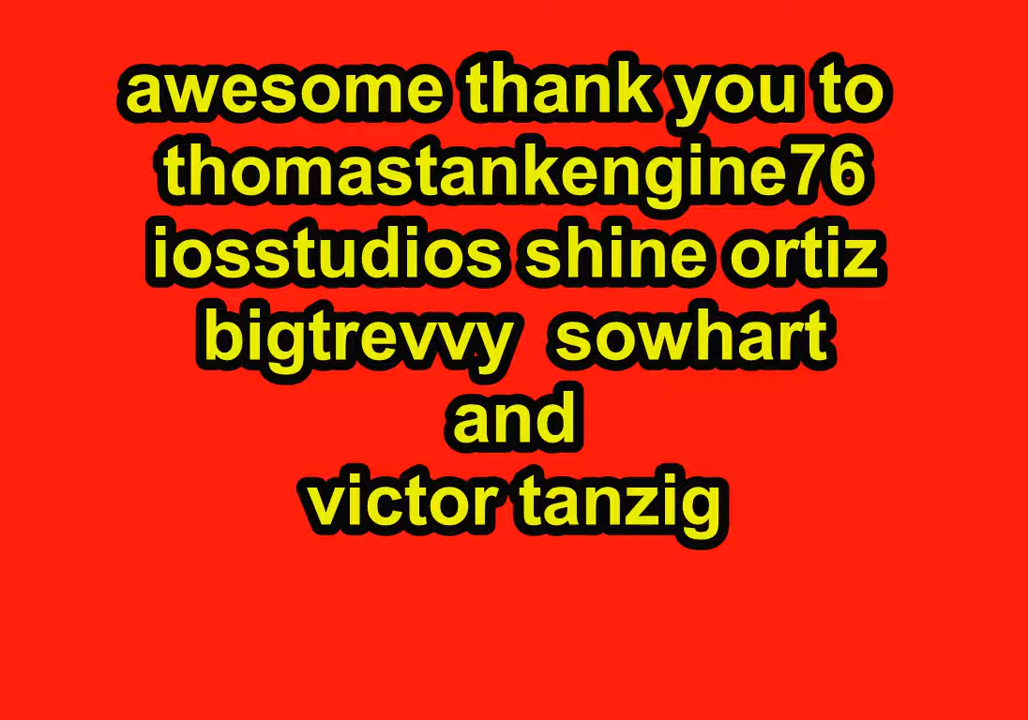 awesome thank you to
thomastankengine76
iosstudios shine ortiz
bigtrevvy  sowhart
and
victor tanzig